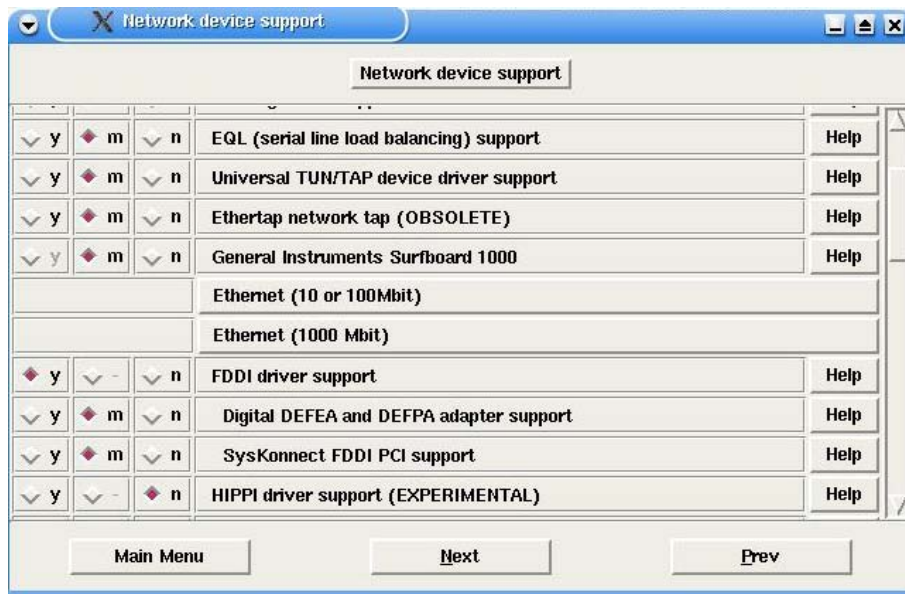 Network device support
Network device support
y m n EQL (serial line load balancing) support Help
y m n Universal TUN/TAP device driver support Help
y m n Ethertap network tap (OBSOLETE) Help
y m n General Instruments Surfboard 1000 Help
Ethernet (10 or 100Mbit)
Ethernet (1000 Mbit)
y - n FDDI driver support Help
y m n Digital DEFEA and DEFPA adapter support Help
y m n SysKonnect FDDI PCI support Help
y - n HIPPI driver support (EXPERIMENTAL) Help
Main Menu Next Prev